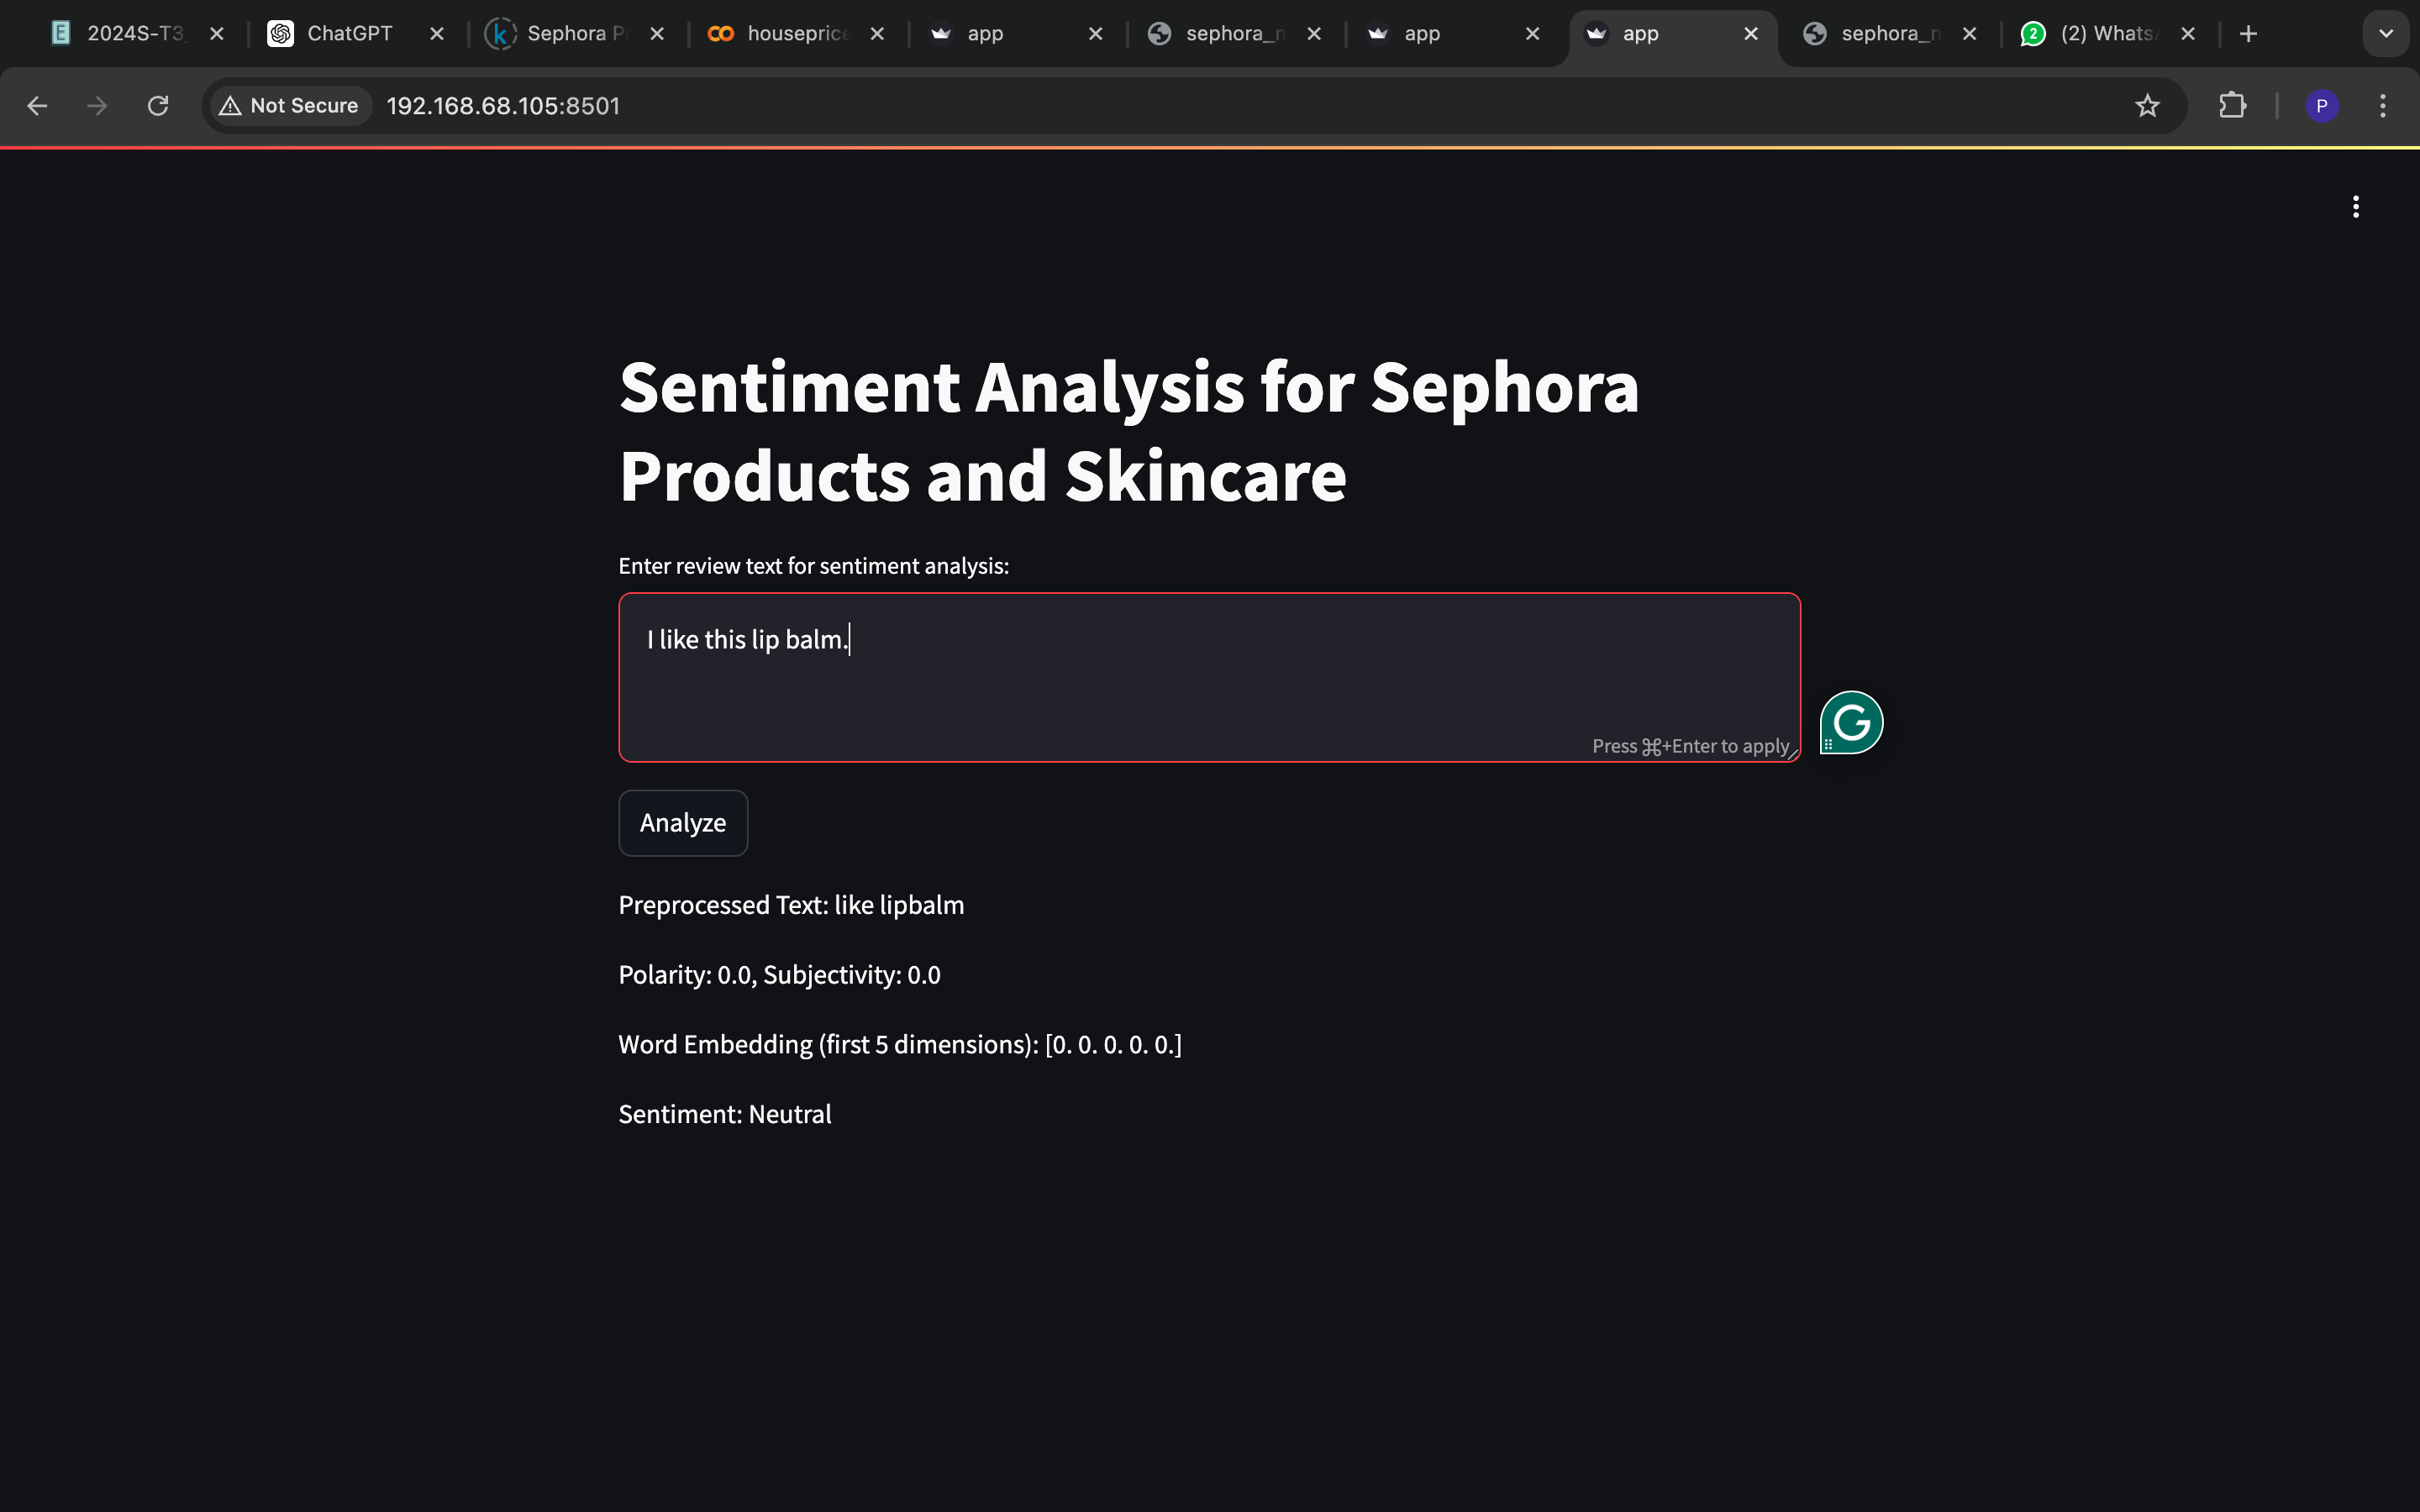 2024S-T3_
ChatGPT
Sephora P
houseprice
app
sephora_n
app
app
sephora_n
(2) Whats
Not Secure
192.168.68.105:8501
P
Sentiment Analysis for Sephora
Products and Skincare
Enter review text for sentiment analysis:
I like this lip balm.
Press ⌘+Enter to apply
Analyze
Preprocessed Text: like lipbalm
Polarity: 0.0, Subjectivity: 0.0
Word Embedding (first 5 dimensions): [0. 0. 0. 0. 0.]
Sentiment: Neutral